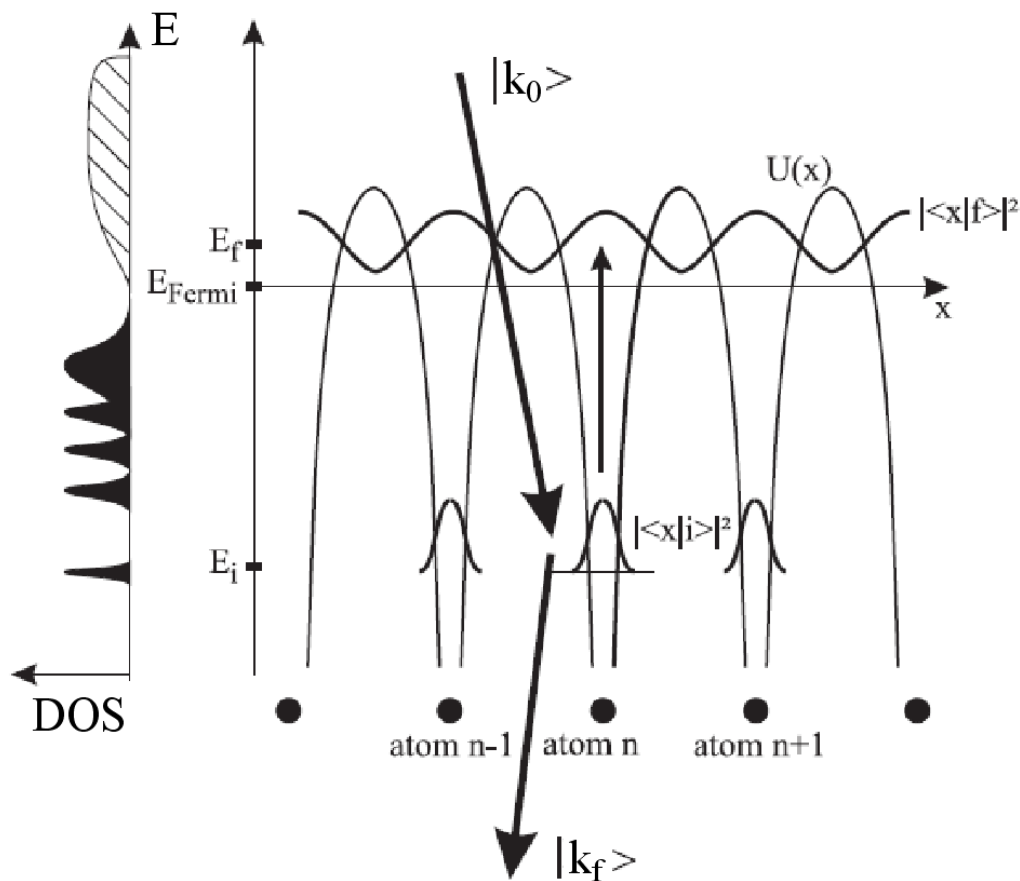 E
|k₀>
U(x)
|<x|f>|²
E_f
E_Fermi
x
|<x|i>|²
E_i
DOS
atom n-1
atom n
atom n+1
|k_f>